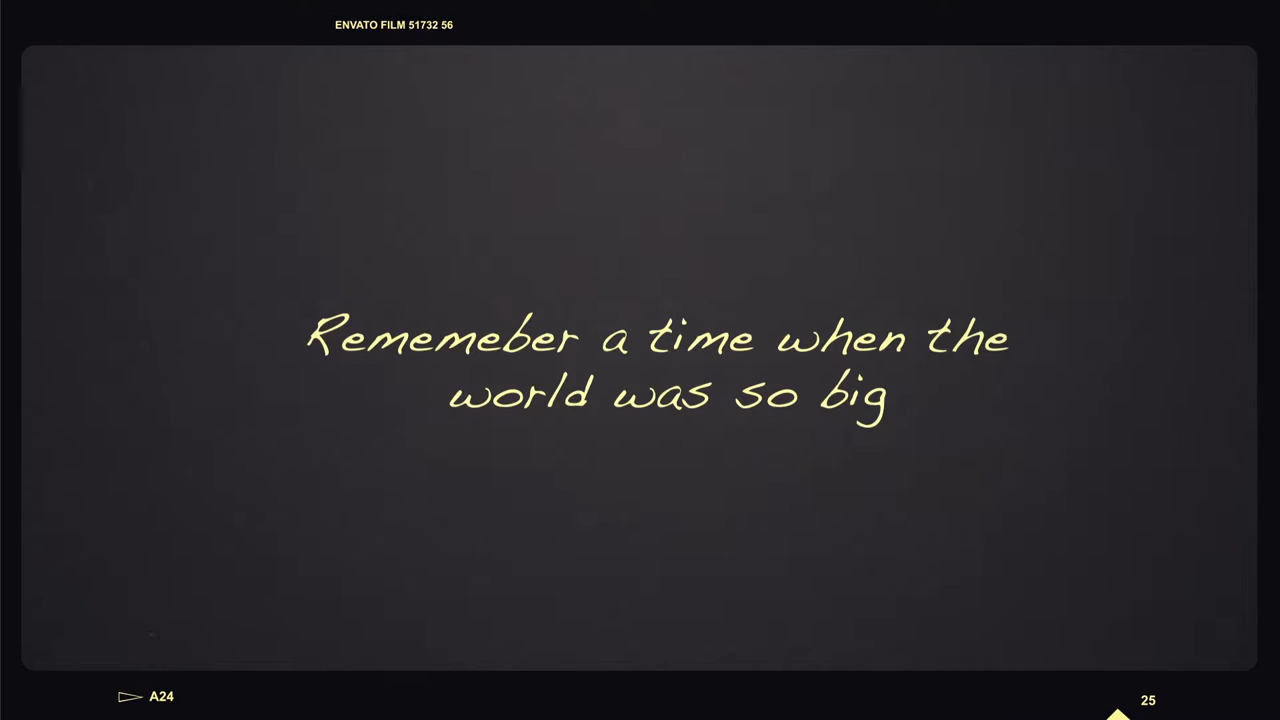 ENVATO FILM 51732 56
Rememeber a time when the
world was so big
A24
25